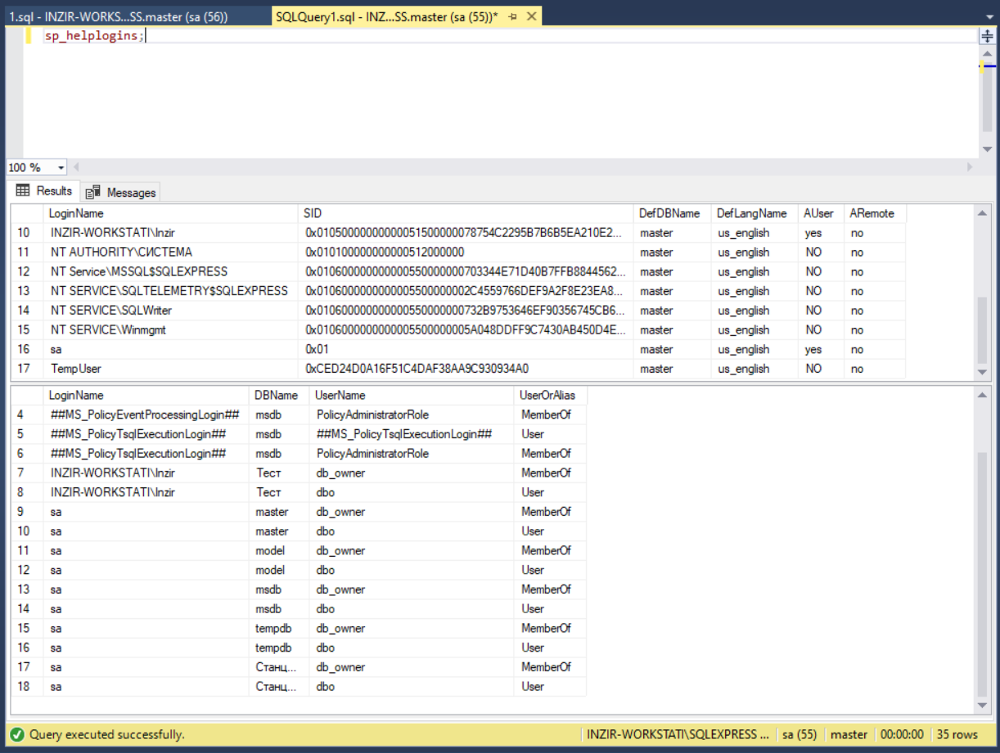 1.sql - INZIR-WORKS...SS.master (sa (56))
SQLQuery1.sql - INZ...SS.master (sa (55))*
sp_helplogins;
100 %
Results
Messages
LoginName SID DefDBName DefLangName AUser ARemote
10 INZIR-WORKSTATI\Inzir 0x01050000000000051500000078754C2295B7B6B5EA210E2... master us_english yes no
11 NT AUTHORITY\СИСТЕМА 0x010100000000000512000000 master us_english NO no
12 NT Service\MSSQL$SQLEXPRESS 0x010600000000000550000000703344E71D40B7FFB8844562... master us_english NO no
13 NT SERVICE\SQLTELEMETRY$SQLEXPRESS 0x0106000000000005500000002C4559766DEF9A2F8E23EA8... master us_english NO no
14 NT SERVICE\SQLWriter 0x010600000000000550000000732B9753646EF90356745CB6... master us_english NO no
15 NT SERVICE\Winmgmt 0x0106000000000005500000005A048DDFF9C7430AB450D4E... master us_english NO no
16 sa 0x01 master us_english yes no
17 TempUser 0xCED24D0A16F51C4DAF38AA9C930934A0 master us_english NO no
LoginName DBName UserName UserOrAlias
4 ##MS_PolicyEventProcessingLogin## msdb PolicyAdministratorRole MemberOf
5 ##MS_PolicyTsqlExecutionLogin## msdb ##MS_PolicyTsqlExecutionLogin## User
6 ##MS_PolicyTsqlExecutionLogin## msdb PolicyAdministratorRole MemberOf
7 INZIR-WORKSTATI\Inzir Тест db_owner MemberOf
8 INZIR-WORKSTATI\Inzir Тест dbo User
9 sa master db_owner MemberOf
10 sa master dbo User
11 sa model db_owner MemberOf
12 sa model dbo User
13 sa msdb db_owner MemberOf
14 sa msdb dbo User
15 sa tempdb db_owner MemberOf
16 sa tempdb dbo User
17 sa Станц... db_owner MemberOf
18 sa Станц... dbo User
Query executed successfully.
INZIR-WORKSTATI\SQLEXPRESS ... sa (55) master 00:00:00 35 rows